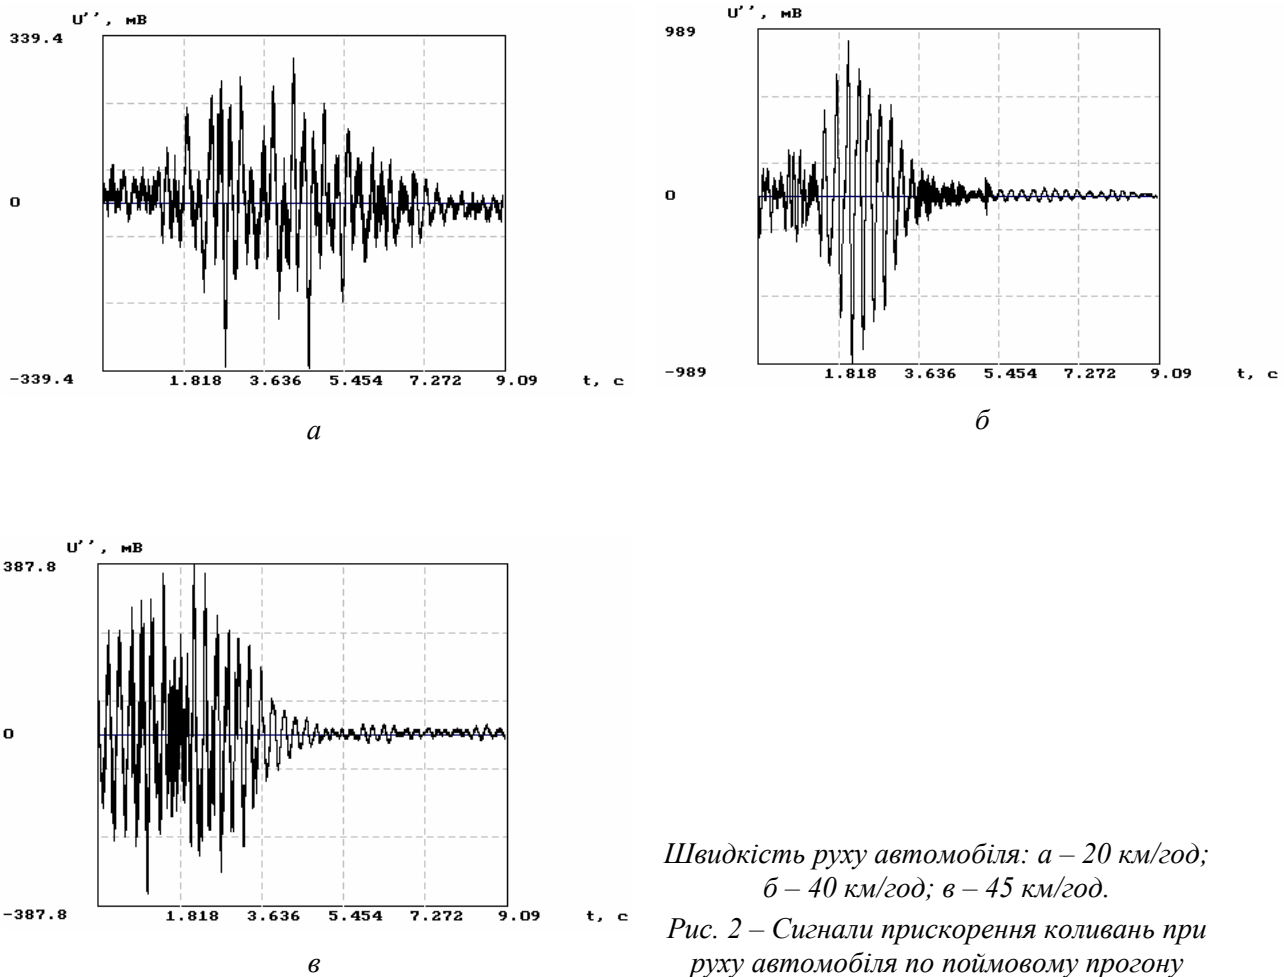 U'', мВ
339.4
0
-339.4
1.818 3.636 5.454 7.272 9.09 t, с
а
U'', мВ
989
0
-989
1.818 3.636 5.454 7.272 9.09 t, с
б
U'', мВ
387.8
0
-387.8
1.818 3.636 5.454 7.272 9.09 t, с
в
Швидкість руху автомобіля: а – 20 км/год;
б – 40 км/год; в – 45 км/год.
Рис. 2 – Сигнали прискорення коливань при
руху автомобіля по поймовому прогону